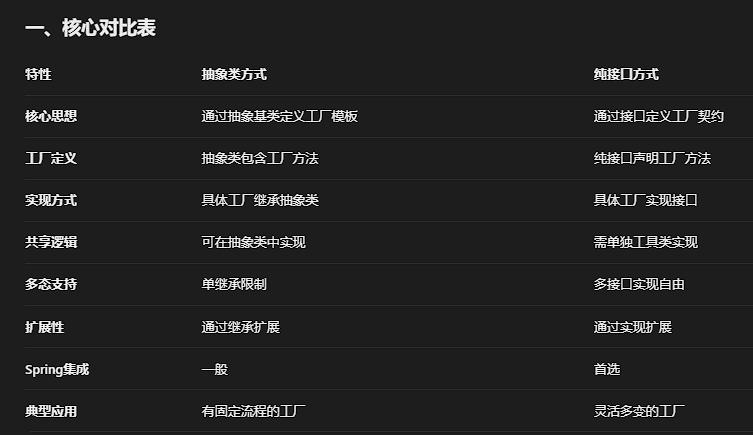 一、核心对比表
特性 抽象类方式 纯接口方式
核心思想 通过抽象基类定义工厂模板 通过接口定义工厂契约
工厂定义 抽象类包含工厂方法 纯接口声明工厂方法
实现方式 具体工厂继承抽象类 具体工厂实现接口
共享逻辑 可在抽象类中实现 需单独工具类实现
多态支持 单继承限制 多接口实现自由
扩展性 通过继承扩展 通过实现扩展
Spring集成 一般 首选
典型应用 有固定流程的工厂 灵活多变的工厂